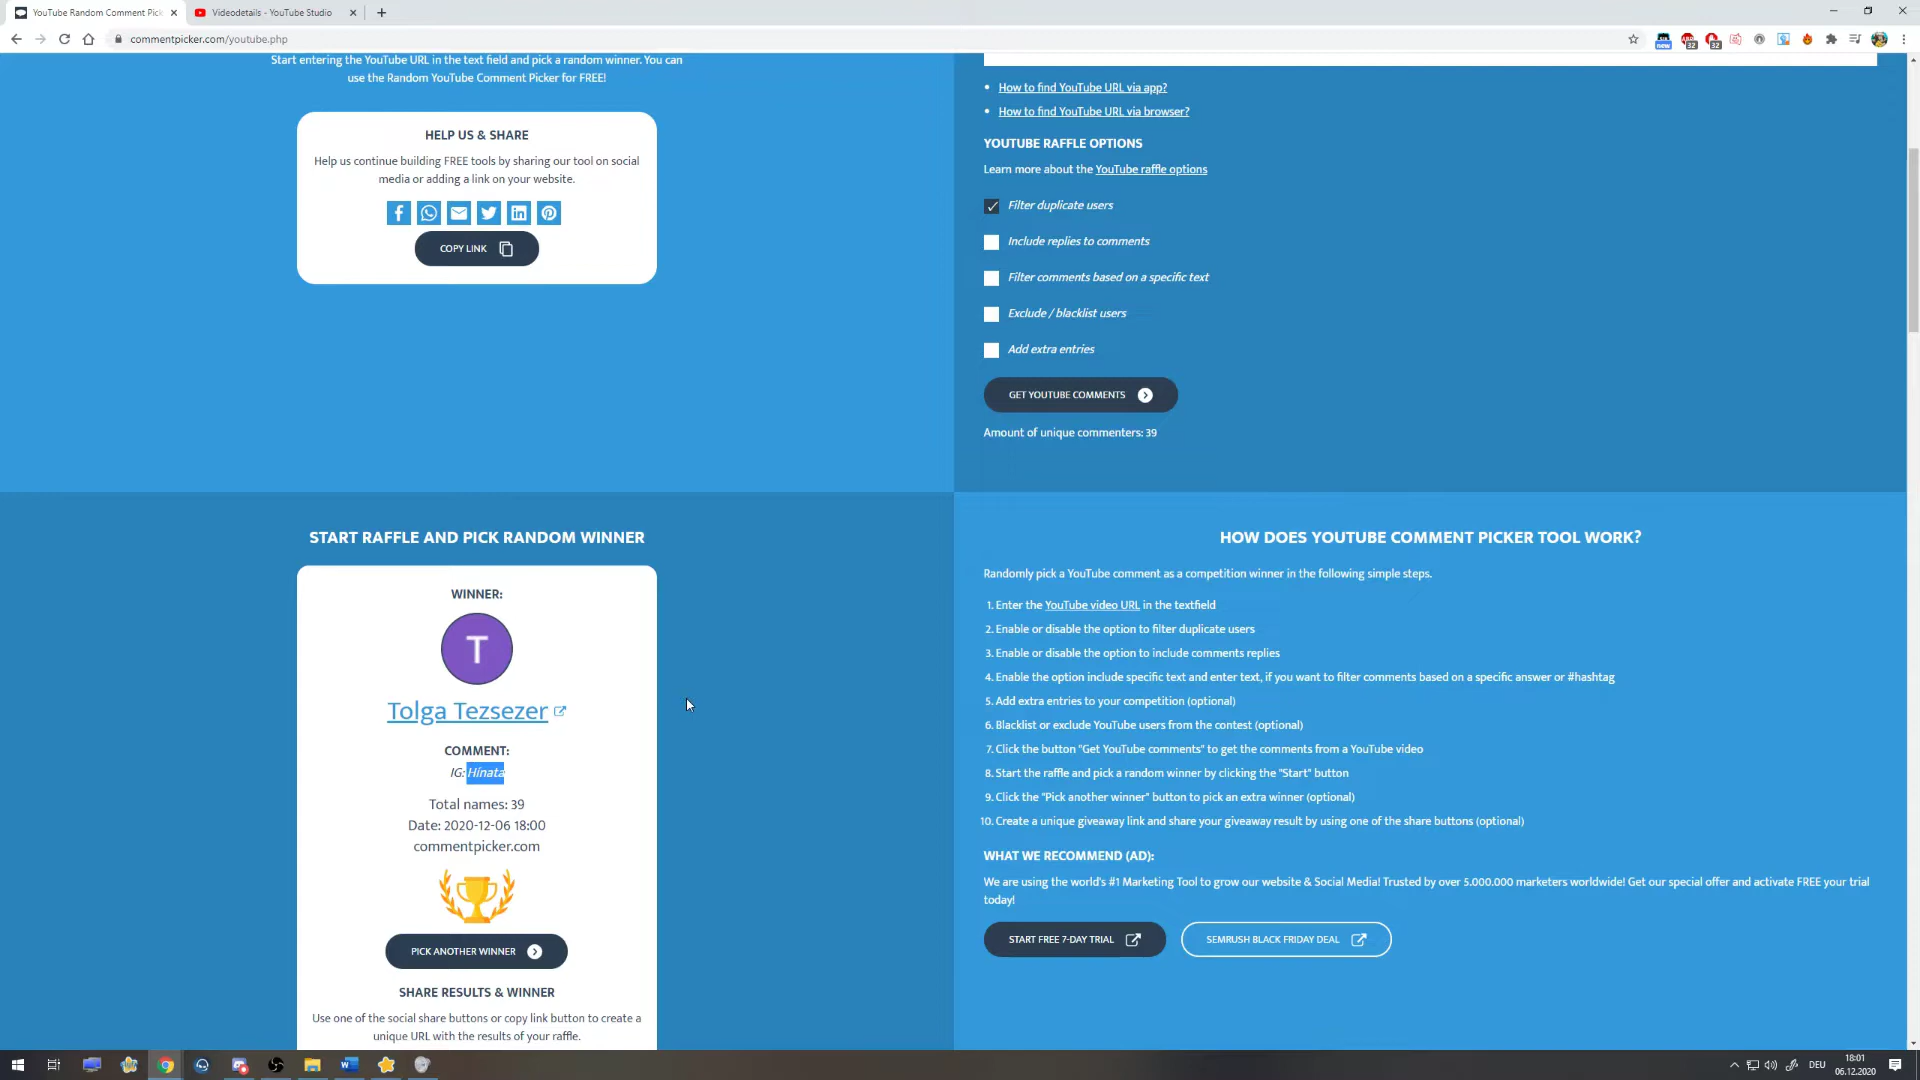 YouTube Random Comment Pick
Videodetails - YouTube Studio
commentpicker.com/youtube.php
new
32
32
Start entering the YouTube URL in the text field and pick a random winner. You can
use the Random YouTube Comment Picker for FREE!
HELP US & SHARE
Help us continue building FREE tools by sharing our tool on social
media or adding a link on your website.
COPY LINK
How to find YouTube URL via app?
How to find YouTube URL via browser?
YOUTUBE RAFFLE OPTIONS
Learn more about the YouTube raffle options
Filter duplicate users
Include replies to comments
Filter comments based on a specific text
Exclude / blacklist users
Add extra entries
GET YOUTUBE COMMENTS
Amount of unique commenters: 39
START RAFFLE AND PICK RANDOM WINNER
WINNER:
T
Tolga Tezsezer
COMMENT:
IG: Hínata
Total names: 39
Date: 2020-12-06 18:00
commentpicker.com
PICK ANOTHER WINNER
SHARE RESULTS & WINNER
Use one of the social share buttons or copy link button to create a
unique URL with the results of your raffle.
HOW DOES YOUTUBE COMMENT PICKER TOOL WORK?
Randomly pick a YouTube comment as a competition winner in the following simple steps.
1. Enter the YouTube video URL in the textfield
2. Enable or disable the option to filter duplicate users
3. Enable or disable the option to include comments replies
4. Enable the option include specific text and enter text, if you want to filter comments based on a specific answer or #hashtag
5. Add extra entries to your competition (optional)
6. Blacklist or exclude YouTube users from the contest (optional)
7. Click the button "Get YouTube comments" to get the comments from a YouTube video
8. Start the raffle and pick a random winner by clicking the "Start" button
9. Click the "Pick another winner" button to pick an extra winner (optional)
10. Create a unique giveaway link and share your giveaway result by using one of the share buttons (optional)
WHAT WE RECOMMEND (AD):
We are using the world's #1 Marketing Tool to grow our website & Social Media! Trusted by over 5.000.000 marketers worldwide! Get our special offer and activate FREE your trial
today!
START FREE 7-DAY TRIAL
SEMRUSH BLACK FRIDAY DEAL
DEU
18:01
06.12.2020